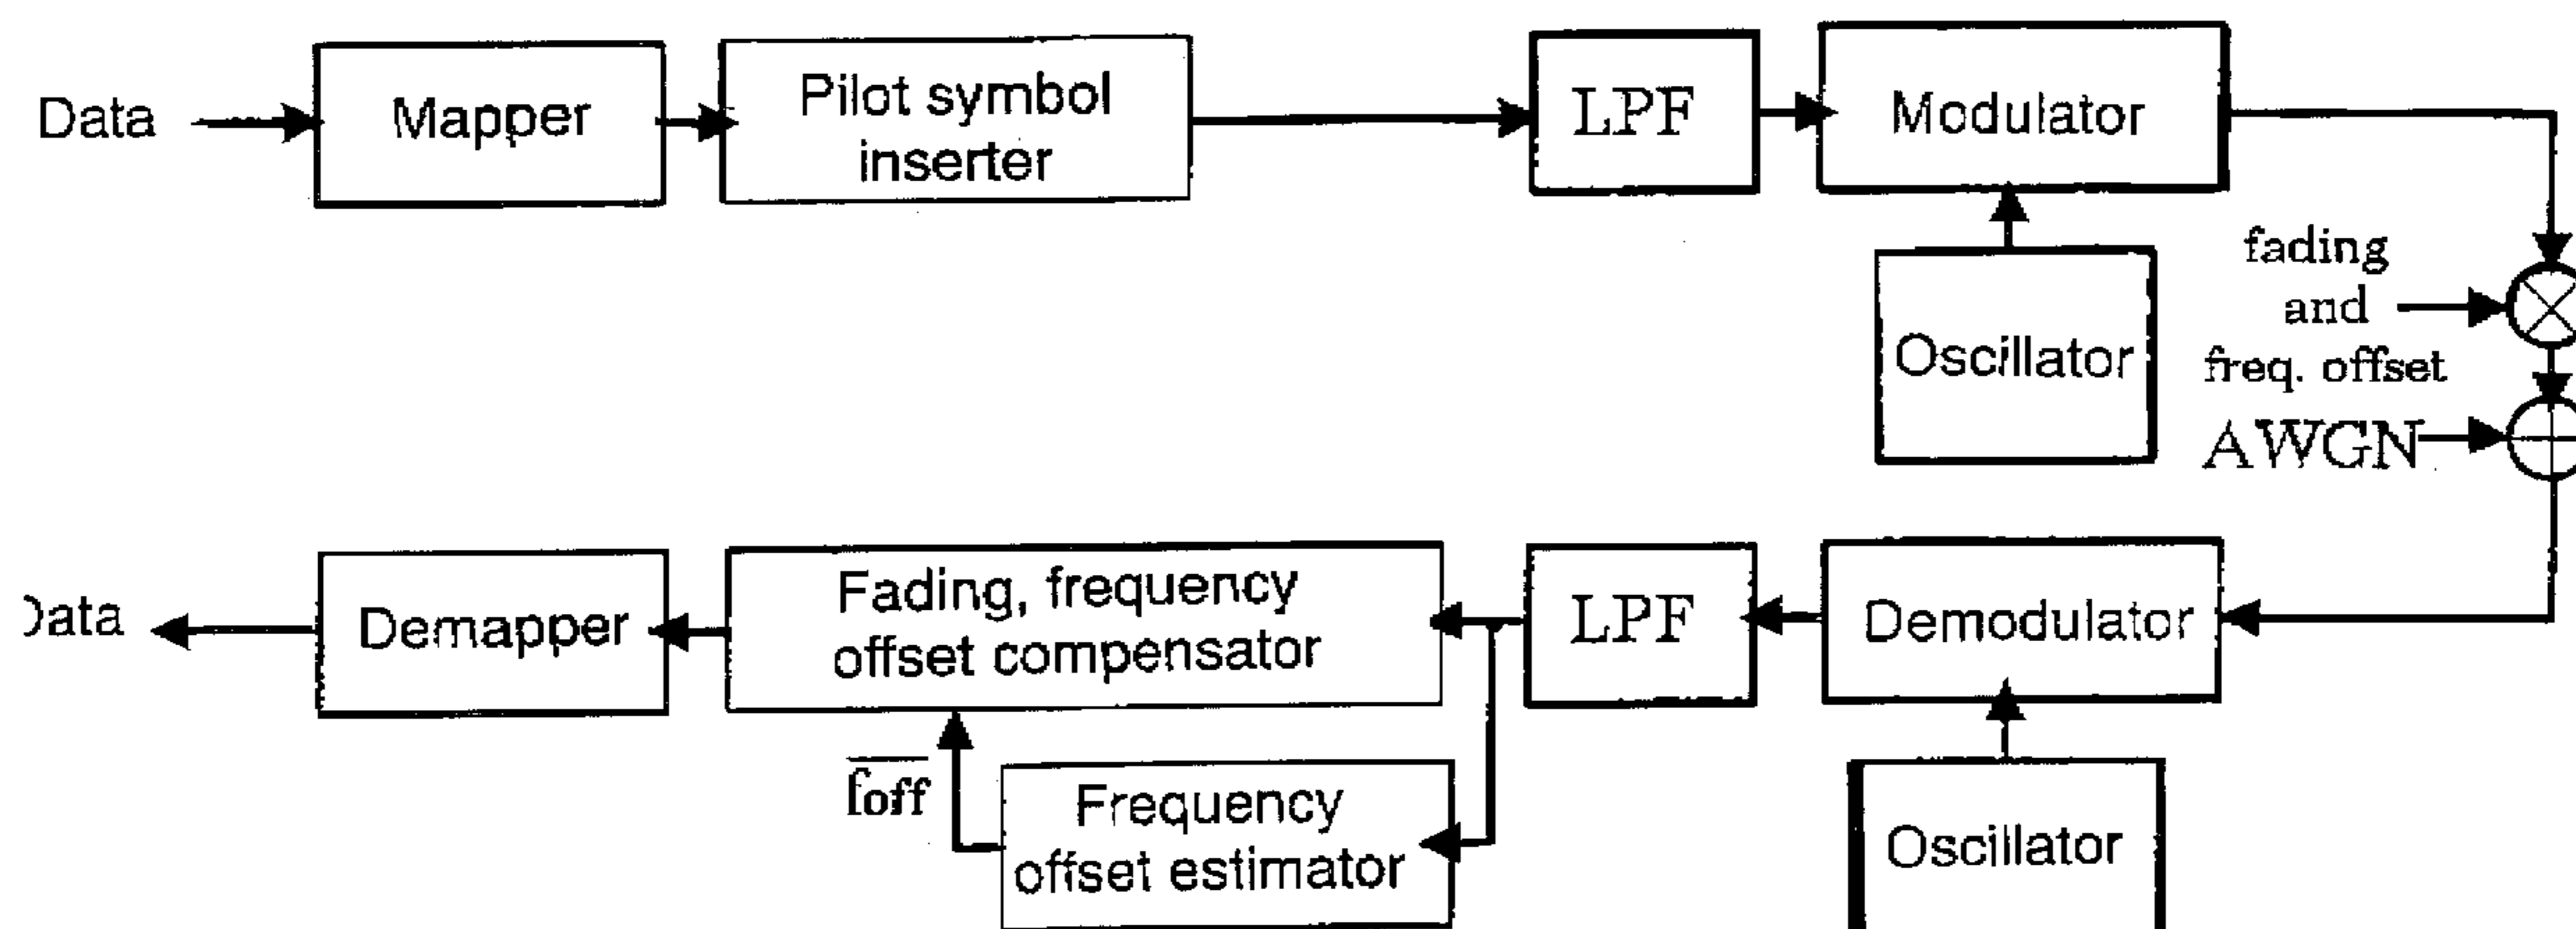 Data
Mapper
Pilot symbol
inserter
LPF
Modulator
Oscillator
fading
and
freq. offset
AWGN
Data
Demapper
Fading, frequency
offset compensator
LPF
Demodulator
foff
Frequency
offset estimator
Oscillator